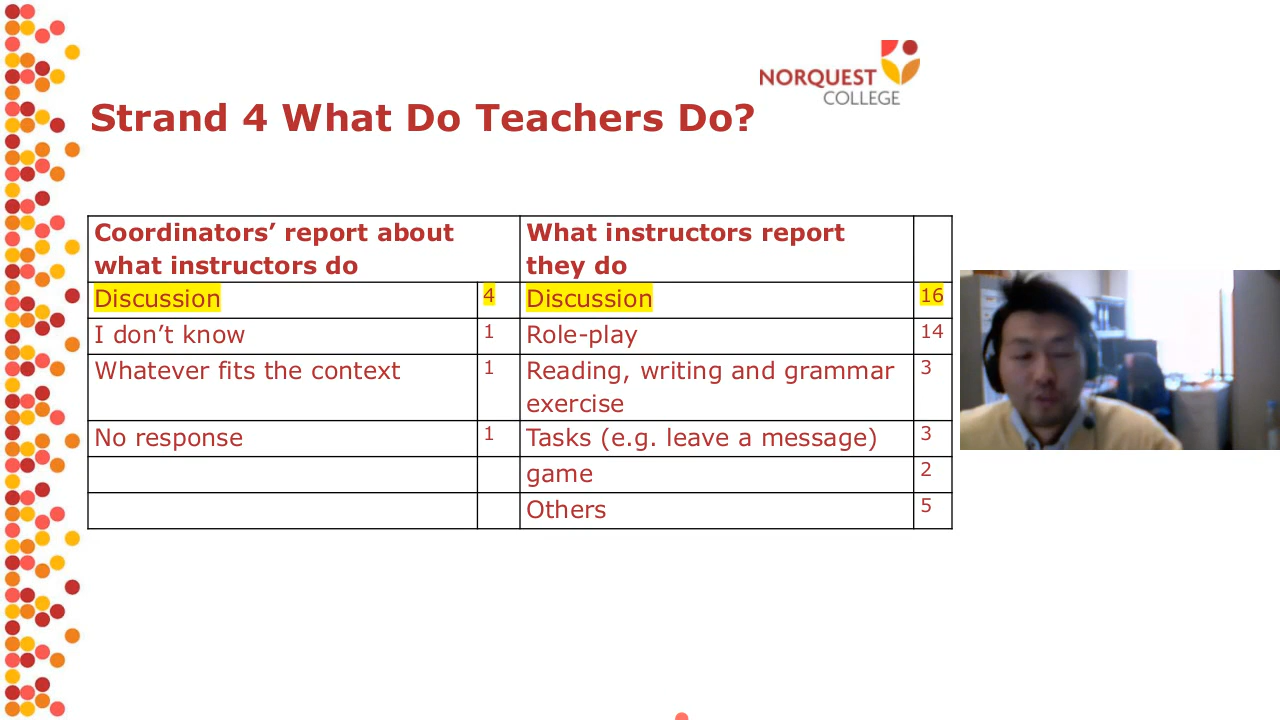 NORQUEST
COLLEGE
Strand 4 What Do Teachers Do?
Coordinators’ report about
what instructors do
What instructors report
they do
Discussion 4 Discussion 16
I don’t know 1 Role-play 14
Whatever fits the context 1 Reading, writing and grammar 3
exercise
No response 1 Tasks (e.g. leave a message) 3
game 2
Others 5